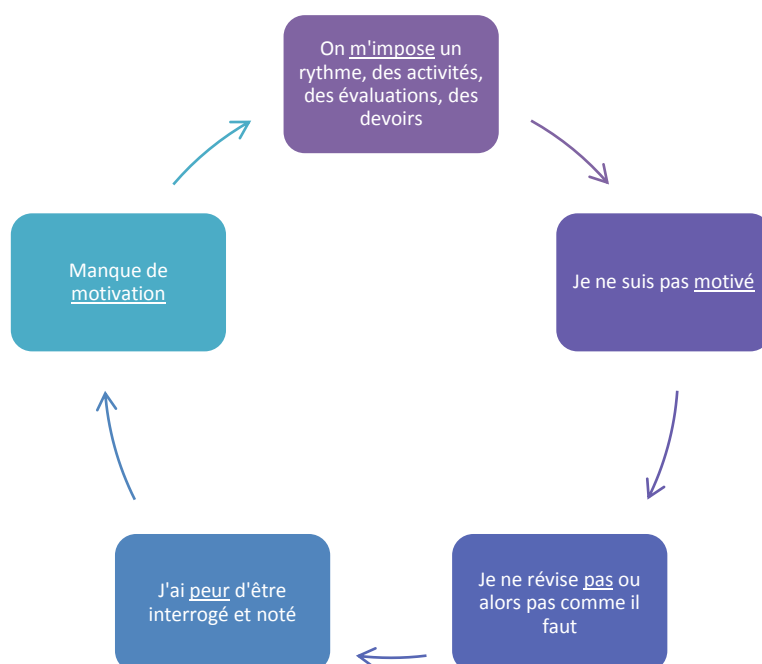 On m'impose un
rythme, des activités,
des évaluations, des
devoirs
Je ne suis pas motivé
Je ne révise pas ou
alors pas comme il
faut
J'ai peur d'être
interrogé et noté
Manque de
motivation